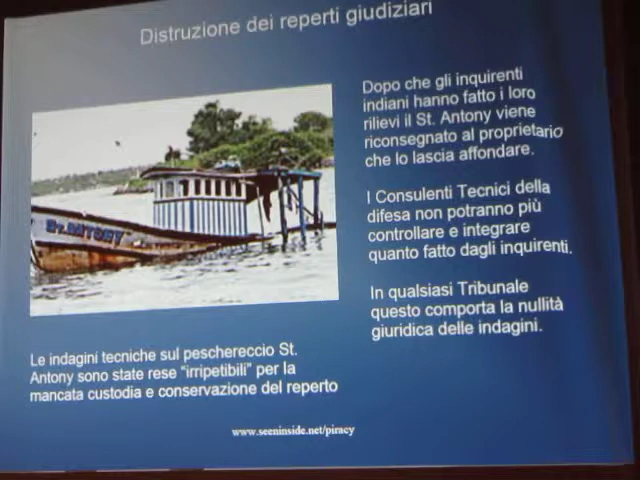 Distruzione dei reperti giudiziari
Dopo che gli inquirenti
indiani hanno fatto i loro
rilievi il St. Antony viene
riconsegnato al proprietario
che lo lascia affondare.
I Consulenti Tecnici della
difesa non potranno più
controllare e integrare
quanto fatto dagli inquirenti.
In qualsiasi Tribunale
questo comporta la nullità
giuridica delle indagini.
ST.ANTONY
Le indagini tecniche sul peschereccio St.
Antony sono state rese "irripetibili" per la
mancata custodia e conservazione del reperto
www.seeninside.net/piracy